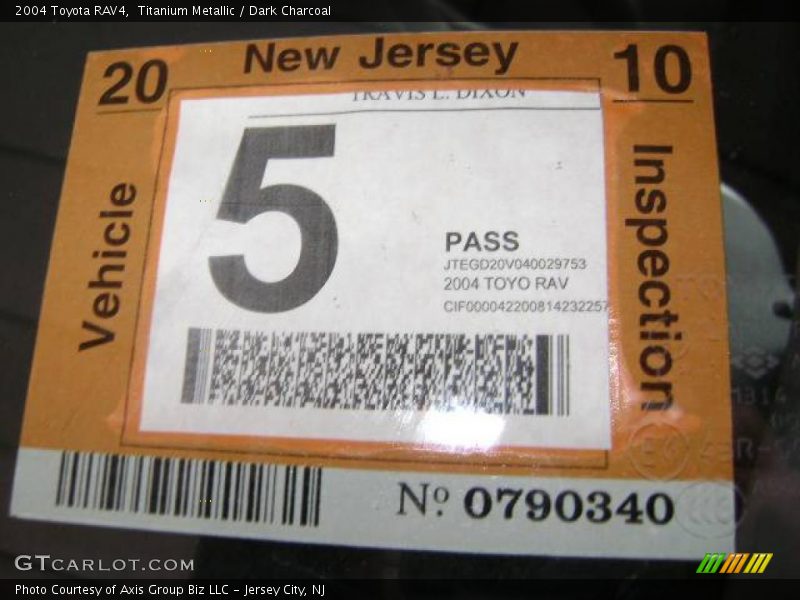 2004 Toyota RAV4,  Titanium Metallic / Dark Charcoal
20 New Jersey 10
TRAVIS L. DIXON
Vehicle
5
Inspection
PASS
JTEGD20V040029753
2004 TOYO RAV
CIF000042200814232257
Nº 0790340
GTCARLOT.COM
Photo Courtesy of Axis Group Biz LLC – Jersey City, NJ